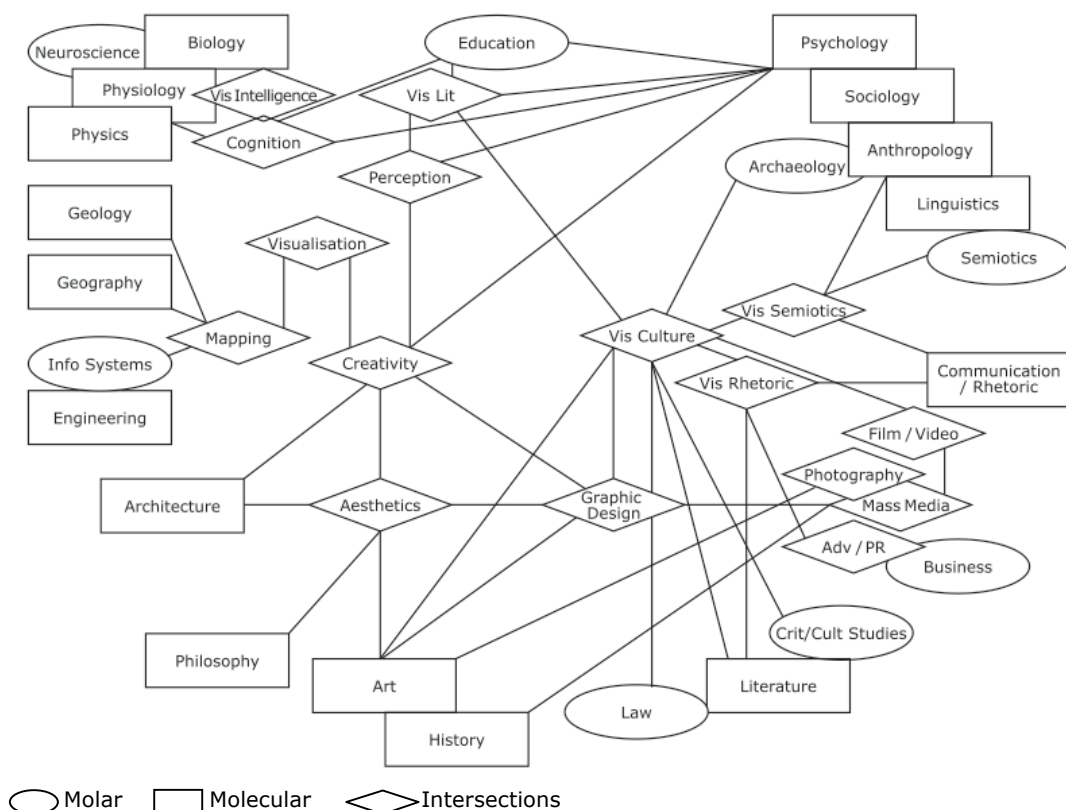 Biology
Neuroscience
Education
Psychology
Physiology
Vis Intelligence
Vis Lit
Sociology
Physics
Cognition
Anthropology
Archaeology
Perception
Linguistics
Geology
Visualisation
Semiotics
Geography
Vis Semiotics
Mapping
Vis Culture
Info Systems
Creativity
Vis Rhetoric
Communication
/ Rhetoric
Engineering
Film / Video
Photography
Architecture
Aesthetics
Graphic
Design
Mass Media
Adv / PR
Business
Crit/Cult Studies
Philosophy
Art
Literature
Law
History
Molar
Molecular
Intersections